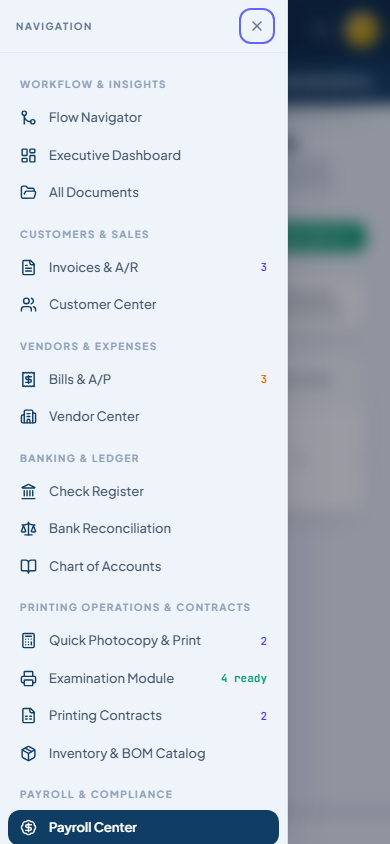 NAVIGATION
WORKFLOW & INSIGHTS
Flow Navigator
Executive Dashboard
All Documents
CUSTOMERS & SALES
Invoices & A/R 3
Customer Center
VENDORS & EXPENSES
Bills & A/P 3
Vendor Center
BANKING & LEDGER
Check Register
Bank Reconciliation
Chart of Accounts
PRINTING OPERATIONS & CONTRACTS
Quick Photocopy & Print 2
Examination Module 4 ready
Printing Contracts 2
Inventory & BOM Catalog
PAYROLL & COMPLIANCE
Payroll Center